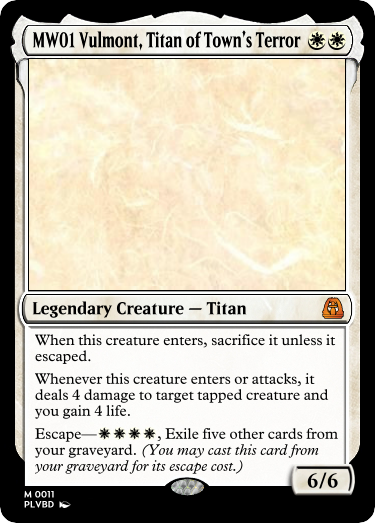 MW01 Vulmont, Titan of Town's Terror
Legendary Creature — Titan
When this creature enters, sacrifice it unless it
escaped.
Whenever this creature enters or attacks, it
deals 4 damage to target tapped creature and
you gain 4 life.
Escape—☀☀☀☀, Exile five other cards from
your graveyard. (You may cast this card from
your graveyard for its escape cost.)
6/6
M 0011
PLVBD